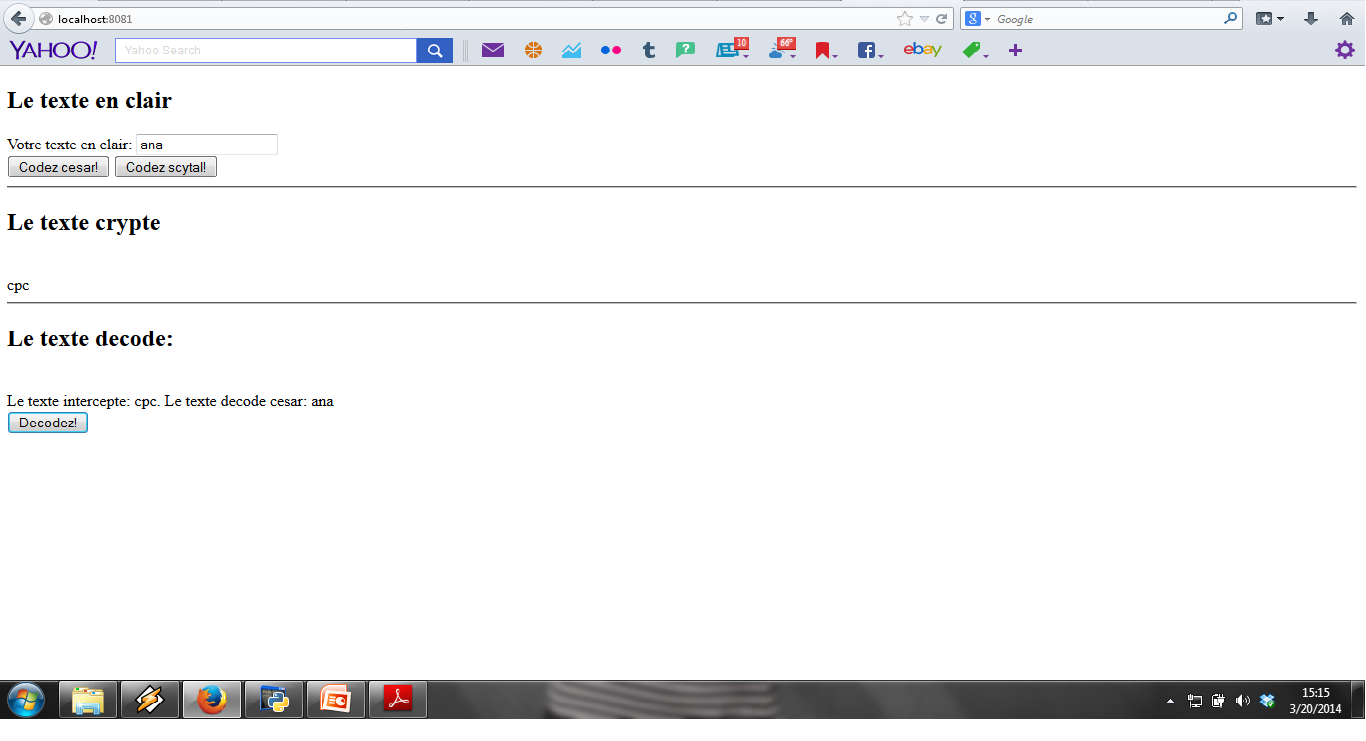 localhost:8081
Google
YAHOO!
Yahoo Search
10
66°
ebay
Le texte en clair
Votre texte en clair: ana
Codez cesar! Codez scytal!
Le texte crypte
cpc
Le texte decode:
Le texte intercepte: cpc. Le texte decode cesar: ana
Decodez!
15:15
3/20/2014